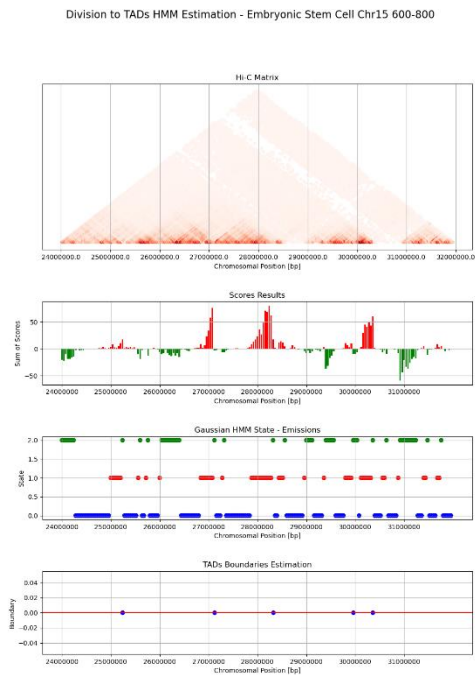 Division to TADs HMM Estimation - Embryonic Stem Cell Chr15 600-800
Hi-C Matrix
24000000.0 25000000.0 26000000.0 27000000.0 28000000.0 29000000.0 30000000.0 31000000.0 32000000.0
Chromosomal Position [bp]
Scores Results
Sum of Scores
50
0
−50
24000000 25000000 26000000 27000000 28000000 29000000 30000000 31000000
Chromosomal Position [bp]
Gaussian HMM State - Emissions
State
2.0
1.5
1.0
0.5
0.0
24000000 25000000 26000000 27000000 28000000 29000000 30000000 31000000
Chromosomal Position [bp]
TADs Boundaries Estimation
Boundary
0.04
0.02
0.00
−0.02
−0.04
24000000 25000000 26000000 27000000 28000000 29000000 30000000 31000000
Chromosomal Position [bp]